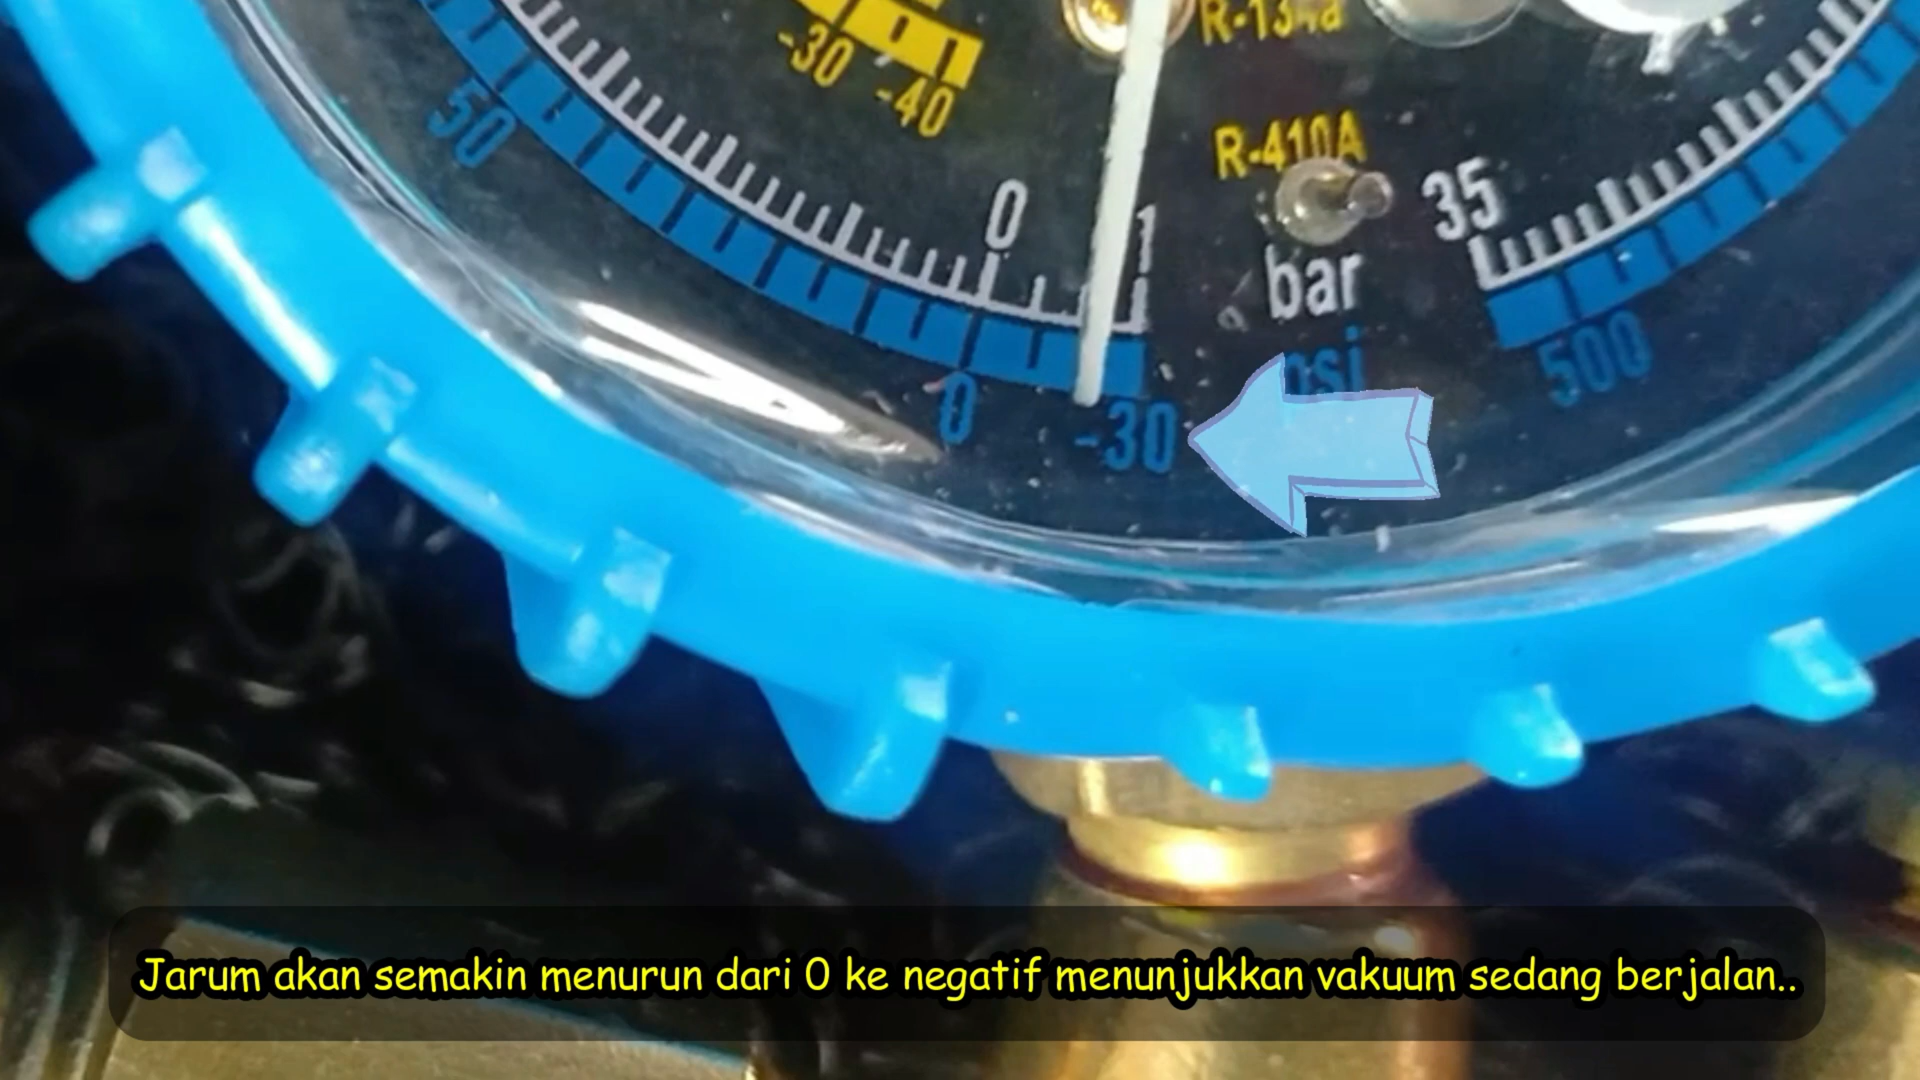 R-134a
-30
-40
50
R-410A
35
0
1
bar
psi
500
0
-30
Jarum akan semakin menurun dari 0 ke negatif menunjukkan vakuum sedang berjalan..